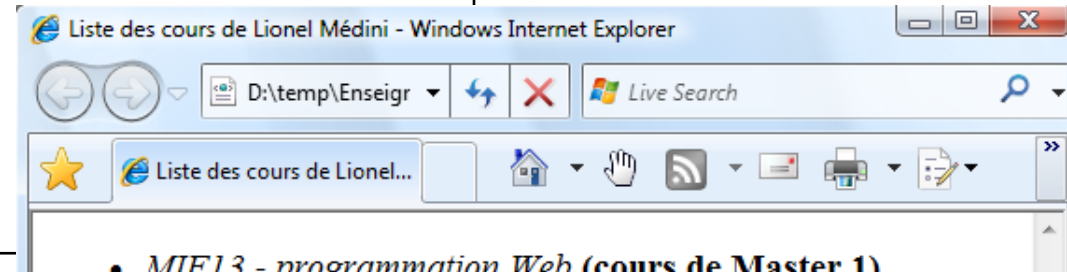 Liste des cours de Lionel Médini - Windows Internet Explorer
D:\temp\Enseigr
Live Search
Liste des cours de Lionel...
• MIF13 - programmation Web (cours de Master 1)